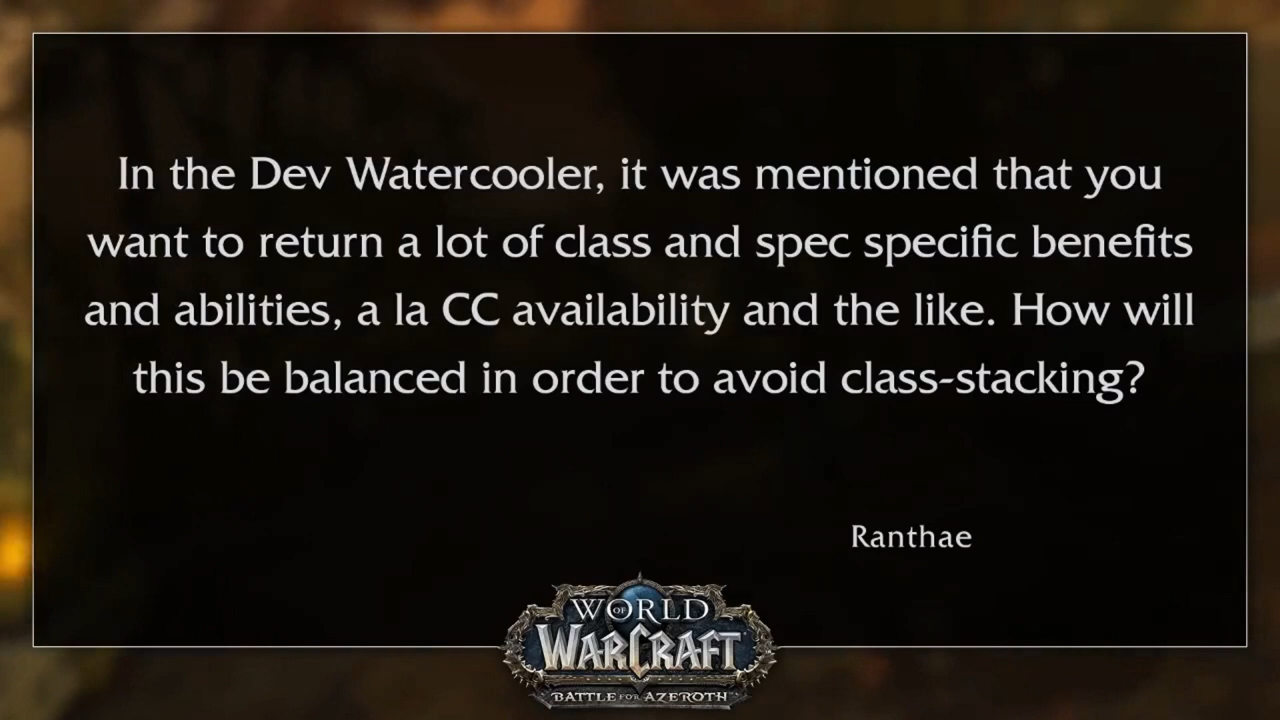 In the Dev Watercooler, it was mentioned that you
want to return a lot of class and spec specific benefits
and abilities, a la CC availability and the like. How will
this be balanced in order to avoid class-stacking?
Ranthae
WORLD
OF
WARCRAFT
BATTLE FOR AZEROTH